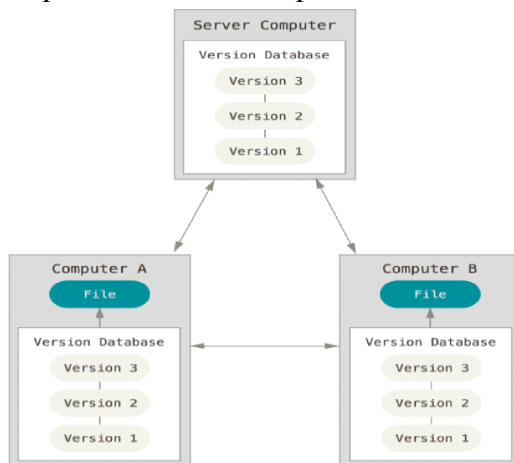 Server Computer
Version Database
Version 3
Version 2
Version 1
Computer A
File
Version Database
Version 3
Version 2
Version 1
Computer B
File
Version Database
Version 3
Version 2
Version 1